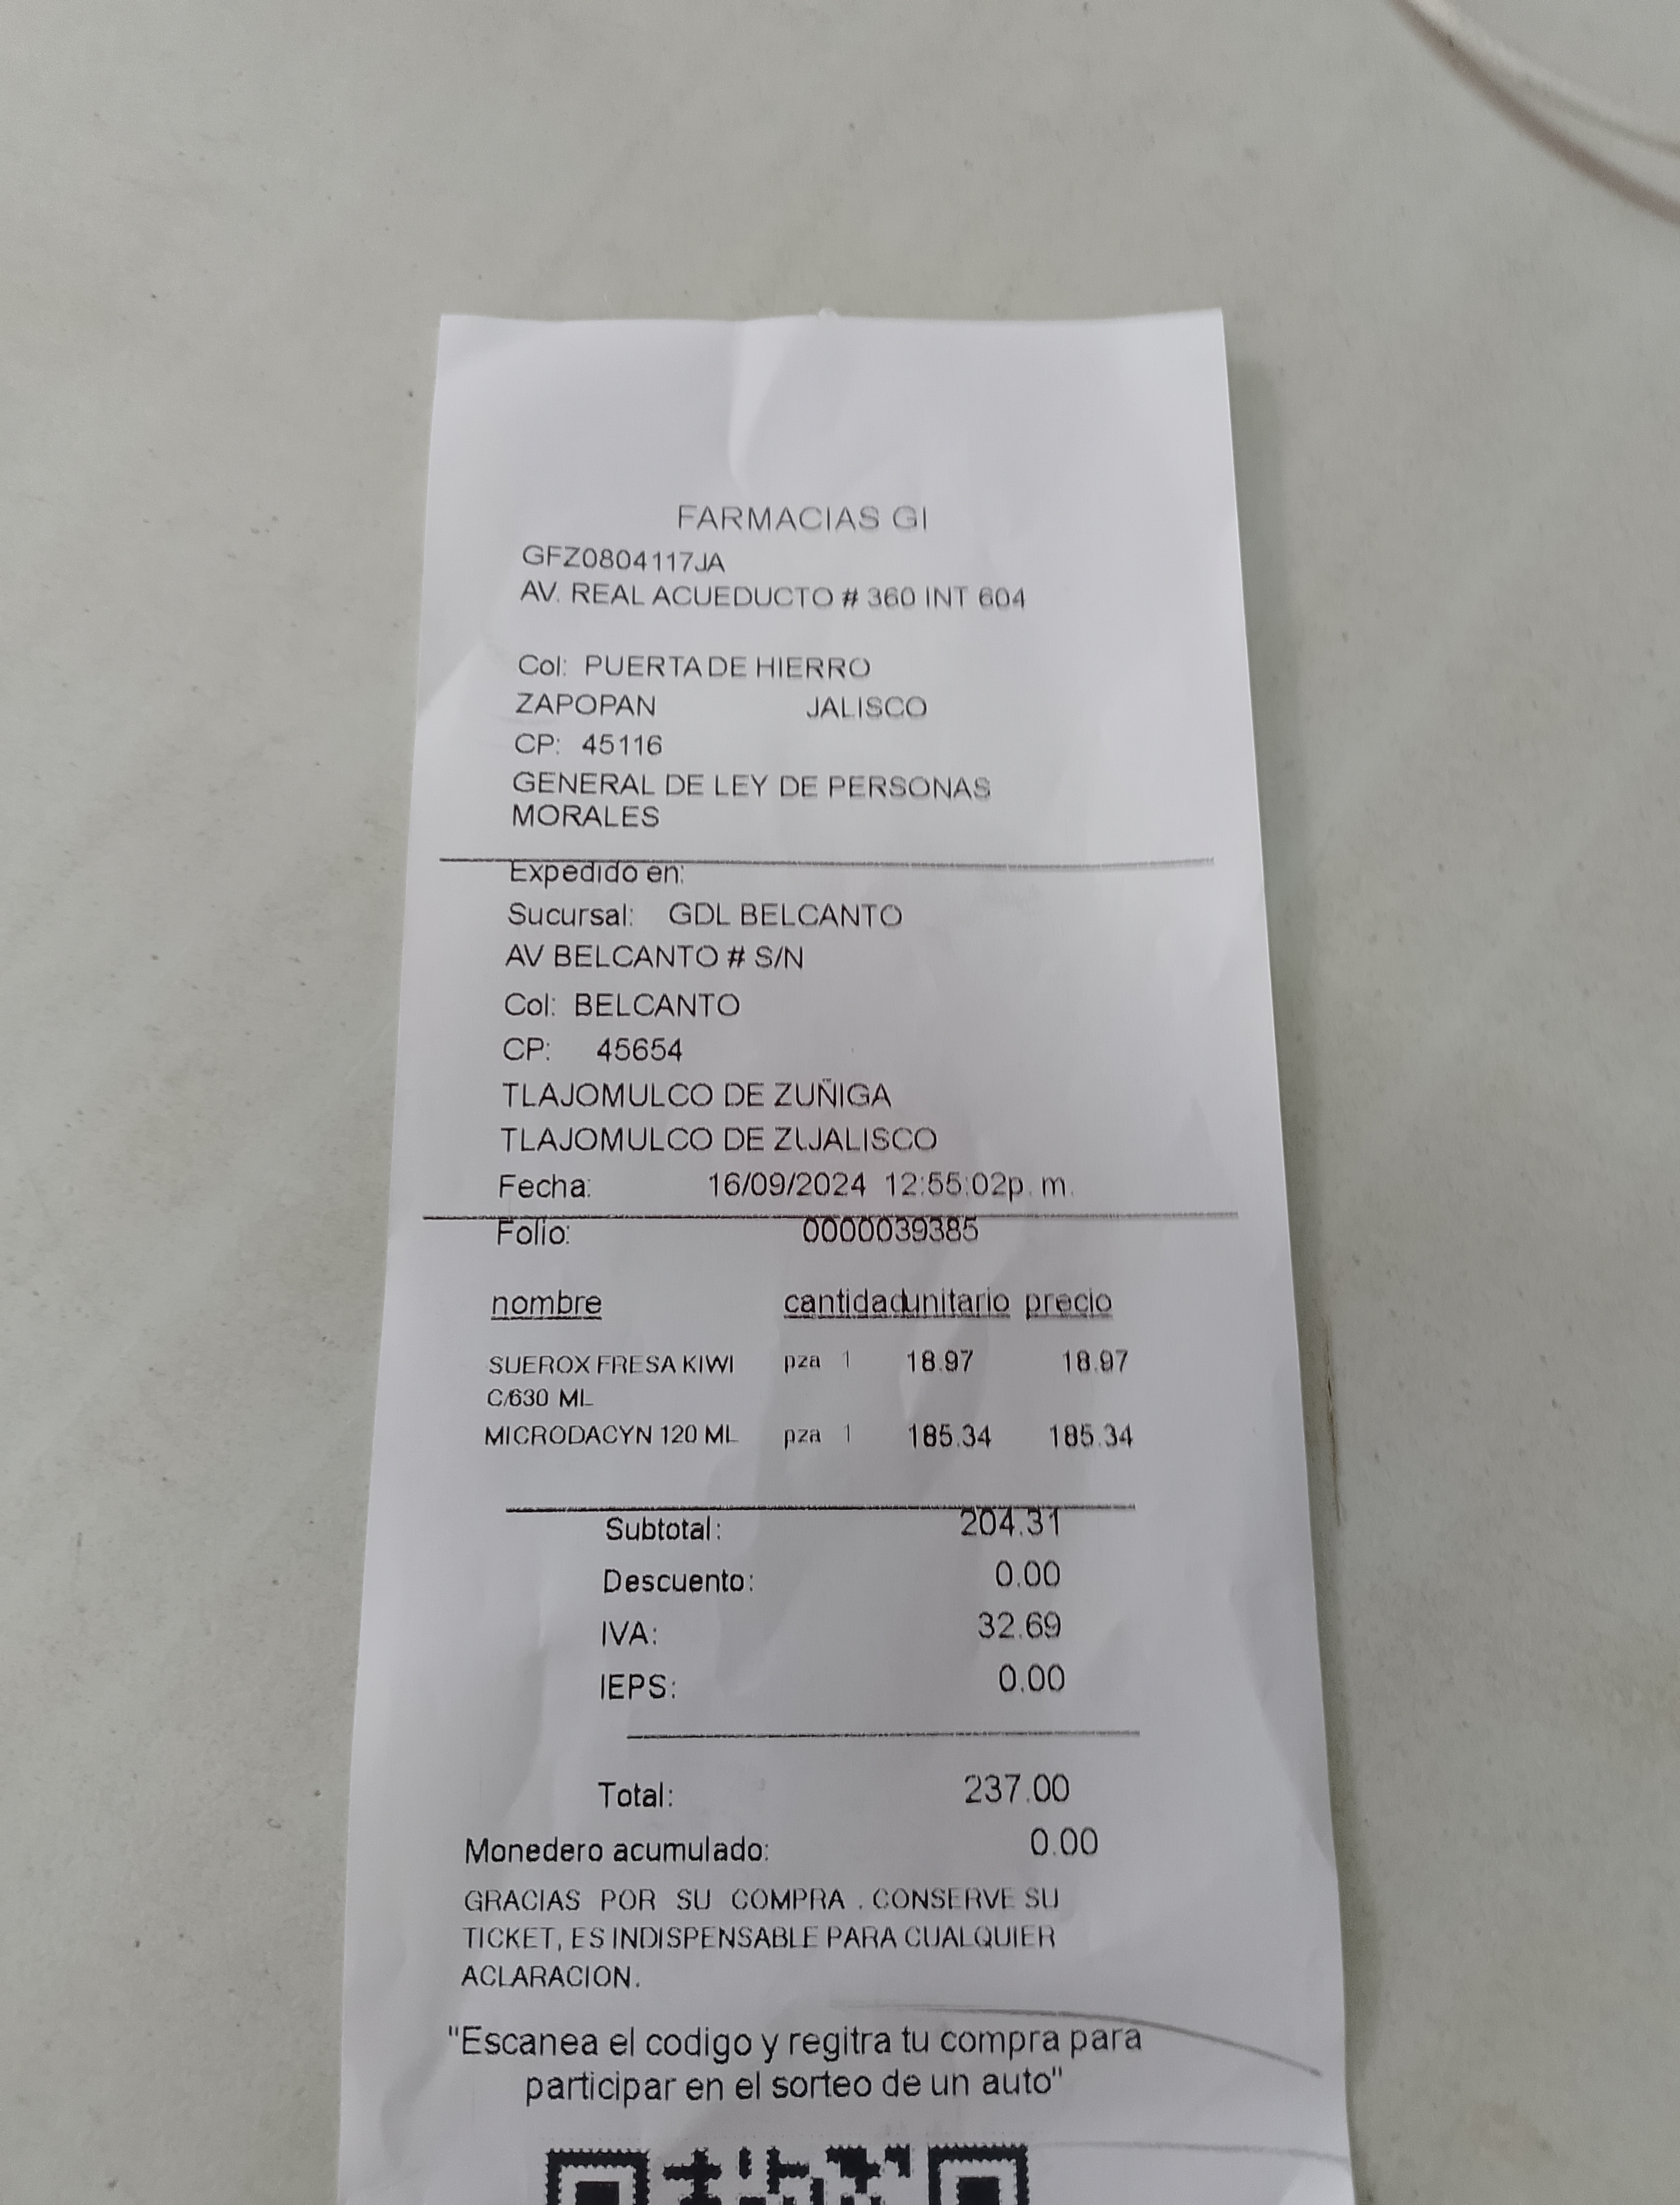 FARMACIAS GI
GFZ0804117JA
AV. REAL ACUEDUCTO # 360 INT 604
Col: PUERTA DE HIERRO
ZAPOPAN JALISCO
CP: 45116
GENERAL DE LEY DE PERSONAS
MORALES
Expedido en:
Sucursal: GDL BELCANTO
AV BELCANTO # S/N
Col: BELCANTO
CP: 45654
TLAJOMULCO DE ZUÑIGA
TLAJOMULCO DE ZUJALISCO
Fecha: 16/09/2024 12:55:02p. m.
Folio: 0000039385
nombre cantidad unitario precio
SUEROX FRESA KIWI pza 1 18.97 18.97
C/630 ML
MICRODACYN 120 ML pza 1 185.34 185.34
Subtotal: 204.31
Descuento: 0.00
IVA: 32.69
IEPS: 0.00
Total: 237.00
Monedero acumulado: 0.00
GRACIAS POR SU COMPRA . CONSERVE SU
TICKET, ES INDISPENSABLE PARA CUALQUIER
ACLARACION.
"Escanea el codigo y regitra tu compra para
participar en el sorteo de un auto"